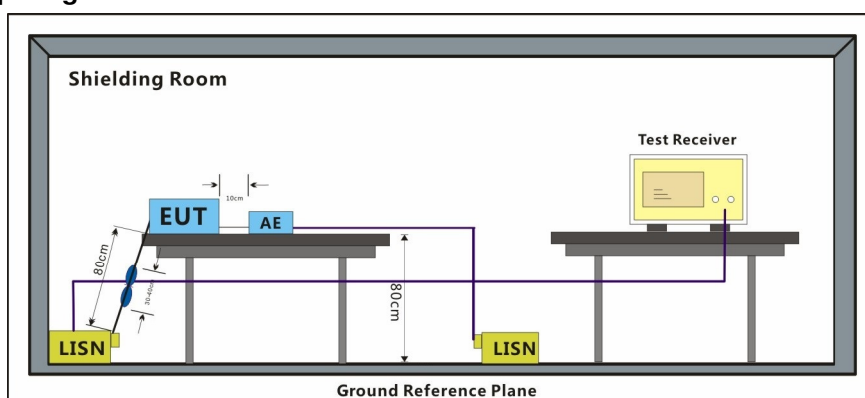 Shielding Room
Test Receiver
10cm
EUT
AE
80cm
30-40cm
80cm
LISN
LISN
Ground Reference Plane